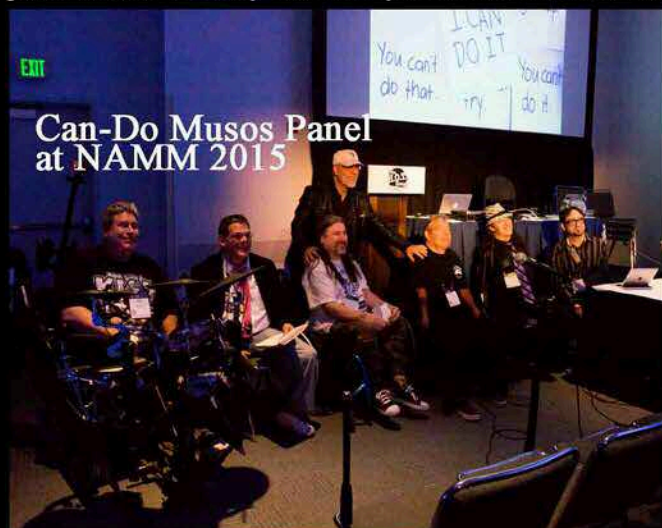 EXIT
I CAN
DO IT
You can't
do that
Try
You can't
do it
Can-Do Musos Panel
at NAMM 2015